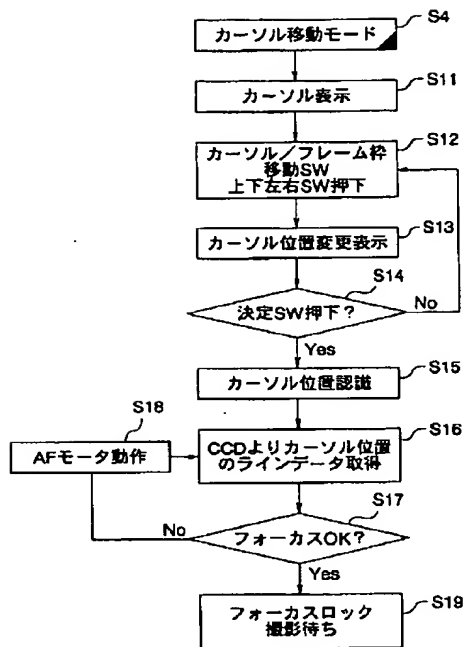 カーソル移動モード
S4
カーソル表示
S11
カーソル／フレーム枠
移動SW
上下左右SW押下
S12
カーソル位置変更表示
S13
決定SW押下？
S14
No
Yes
カーソル位置認識
S15
S18
AFモータ動作
CCDよりカーソル位置
のラインデータ取得
S16
フォーカスOK？
S17
No
Yes
フォーカスロック
撮影待ち
S19